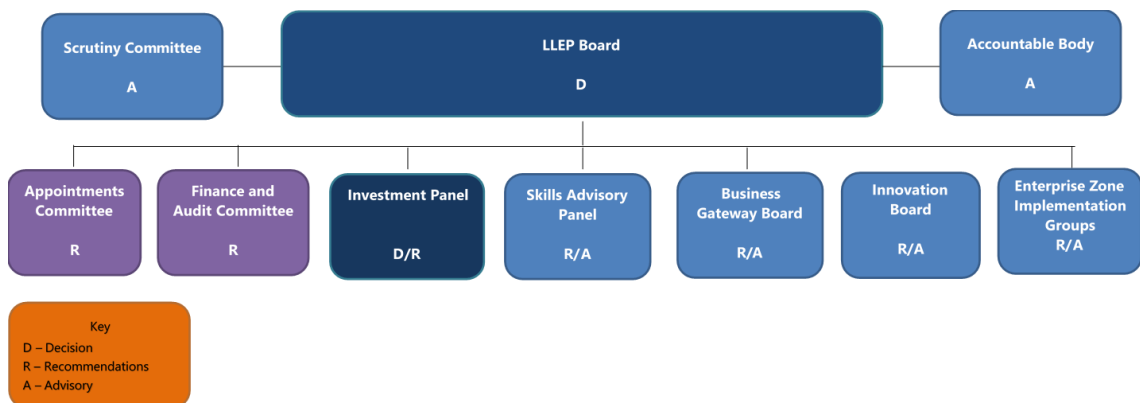 Scrutiny Committee
A
LLEP Board
D
Accountable Body
A
Appointments
Committee
R
Finance and
Audit Committee
R
Investment Panel
D/R
Skills Advisory
Panel
R/A
Business
Gateway Board
R/A
Innovation
Board
R/A
Enterprise Zone
Implementation
Groups
R/A
Key
D – Decision
R – Recommendations
A – Advisory